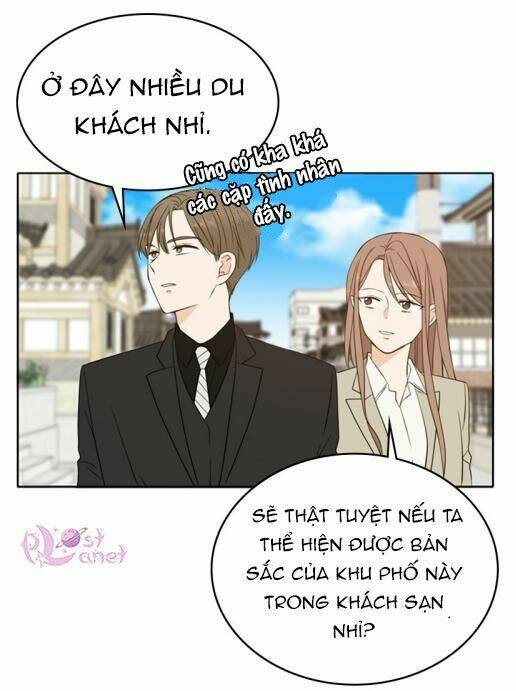 Ở ĐÂY NHIỀU DU
KHÁCH NHỈ.
Cũng có kha khá
các cặp tình nhân
đấy.
SẼ THẬT TUYỆT NẾU TA
THỂ HIỆN ĐƯỢC BẢN
SẮC CỦA KHU PHỐ NÀY
TRONG KHÁCH SẠN
NHỈ?
Lost
Planet